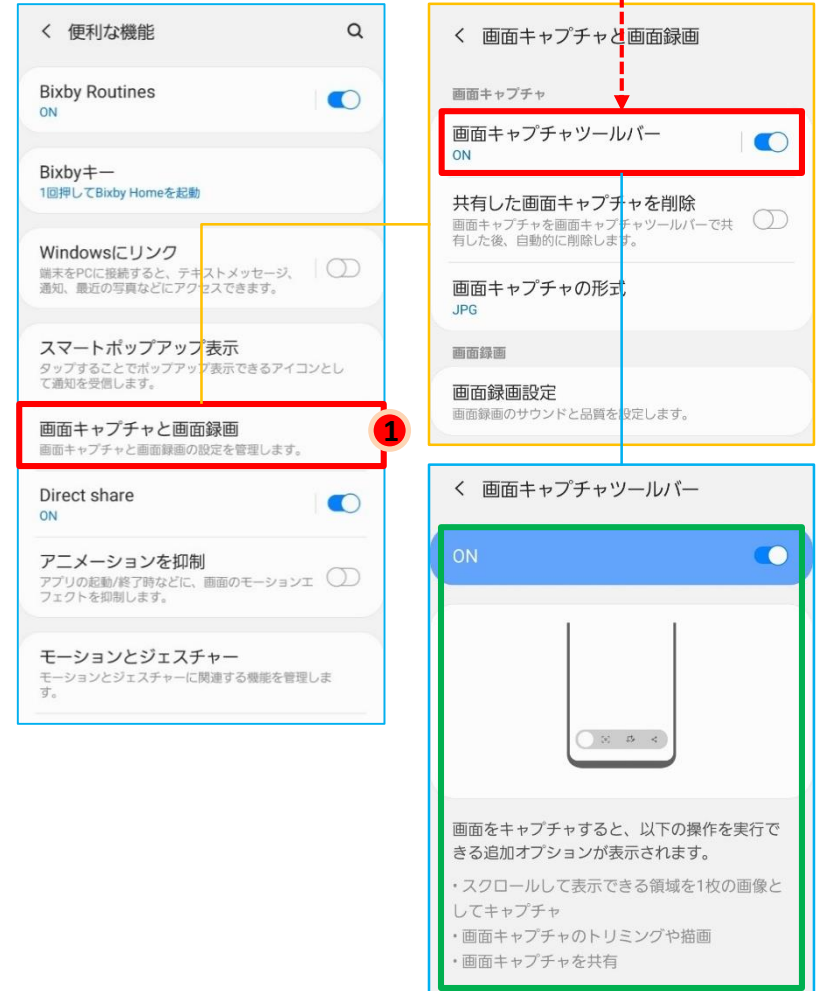 便利な機能
Bixby Routines
ON
Bixbyキー
1回押してBixby Homeを起動
Windowsにリンク
端末をPCに接続すると、テキストメッセージ、
通知、最近の写真などにアクセスできます。
スマートポップアップ表示
タップすることでポップアップ表示できるアイコンとし
て通知を受信します。
画面キャプチャと画面録画
画面キャプチャと画面録画の設定を管理します。
1
Direct share
ON
アニメーションを抑制
アプリの起動/終了時などに、画面のモーションエ
フェクトを抑制します。
モーションとジェスチャー
モーションとジェスチャーに関連する機能を管理しま
す。
画面キャプチャと画面録画
画面キャプチャ
画面キャプチャツールバー
ON
共有した画面キャプチャを削除
画面キャプチャを画面キャプチャツールバーで共
有した後、自動的に削除します。
画面キャプチャの形式
JPG
画面録画
画面録画設定
画面録画のサウンドと品質を設定します。
画面キャプチャツールバー
ON
画面をキャプチャすると、以下の操作を実行で
きる追加オプションが表示されます。
・スクロールして表示できる領域を1枚の画像と
してキャプチャ
・画面キャプチャのトリミングや描画
・画面キャプチャを共有